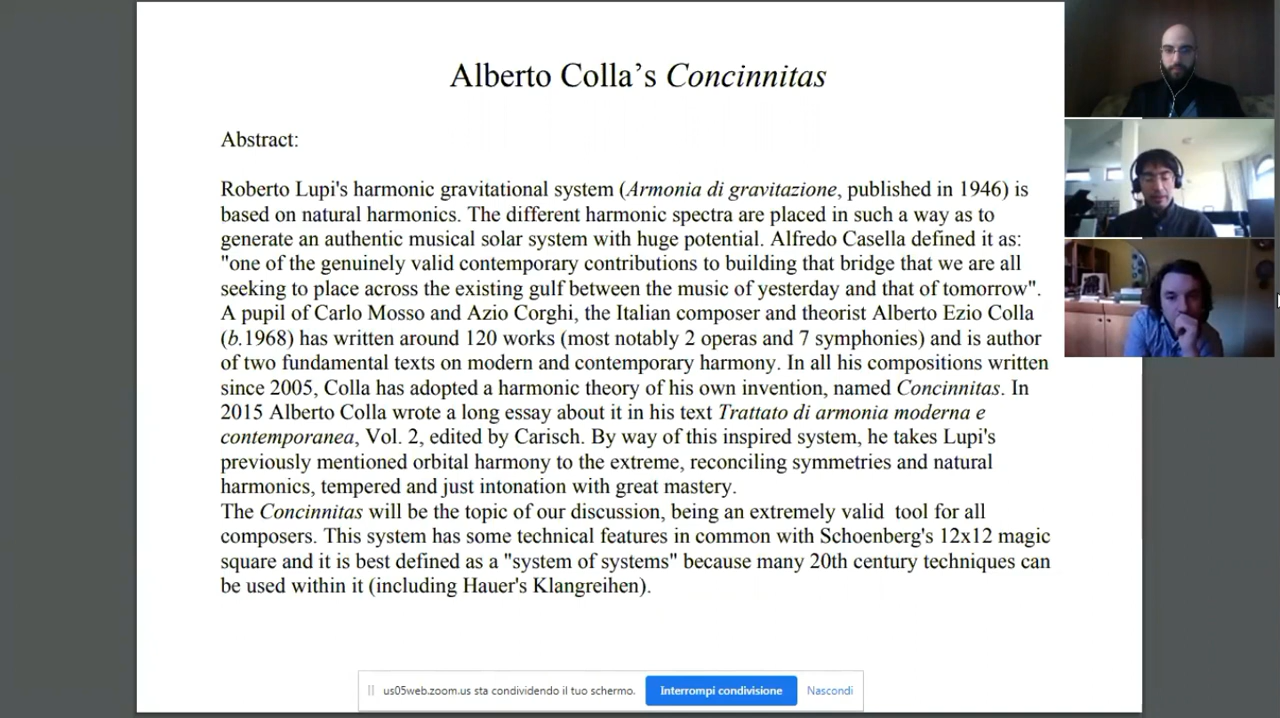 Alberto Colla’s Concinnitas
Abstract:
Roberto Lupi's harmonic gravitational system (Armonia di gravitazione, published in 1946) is
based on natural harmonics. The different harmonic spectra are placed in such a way as to
generate an authentic musical solar system with huge potential. Alfredo Casella defined it as:
"one of the genuinely valid contemporary contributions to building that bridge that we are all
seeking to place across the existing gulf between the music of yesterday and that of tomorrow".
A pupil of Carlo Mosso and Azio Corghi, the Italian composer and theorist Alberto Ezio Colla
(b.1968) has written around 120 works (most notably 2 operas and 7 symphonies) and is author
of two fundamental texts on modern and contemporary harmony. In all his compositions written
since 2005, Colla has adopted a harmonic theory of his own invention, named Concinnitas. In
2015 Alberto Colla wrote a long essay about it in his text Trattato di armonia moderna e
contemporanea, Vol. 2, edited by Carisch. By way of this inspired system, he takes Lupi's
previously mentioned orbital harmony to the extreme, reconciling symmetries and natural
harmonics, tempered and just intonation with great mastery.
The Concinnitas will be the topic of our discussion, being an extremely valid  tool for all
composers. This system has some technical features in common with Schoenberg's 12x12 magic
square and it is best defined as a "system of systems" because many 20th century techniques can
be used within it (including Hauer's Klangreihen).
us05web.zoom.us sta condividendo il tuo schermo. Interrompi condivisione Nascondi